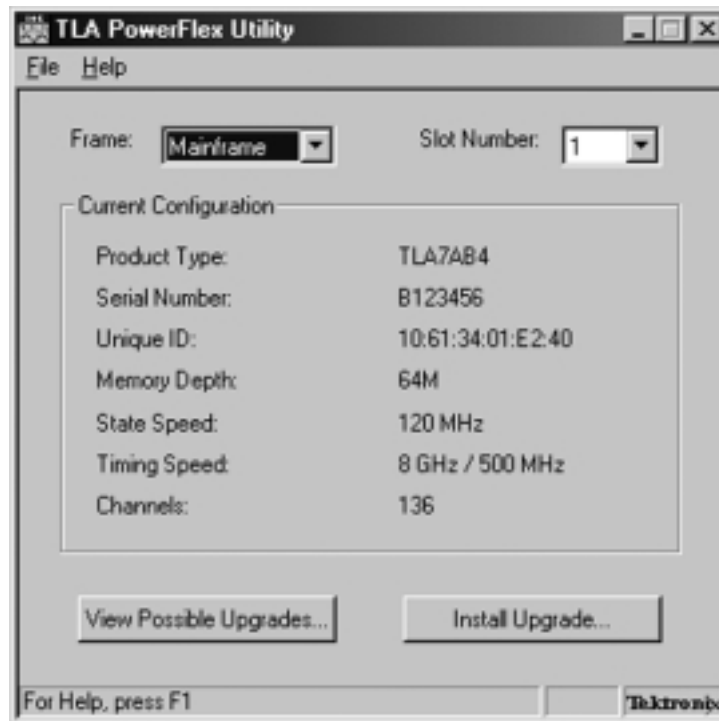 TLA PowerFlex Utility
File Help
Frame: Mainframe Slot Number: 1
Current Configuration
Product Type: TLA7AB4
Serial Number: B123456
Unique ID: 10:61:34:01:E2:40
Memory Depth: 64M
State Speed: 120 MHz
Timing Speed: 8 GHz / 500 MHz
Channels: 136
View Possible Upgrades... Install Upgrade...
For Help, press F1 Tektronix